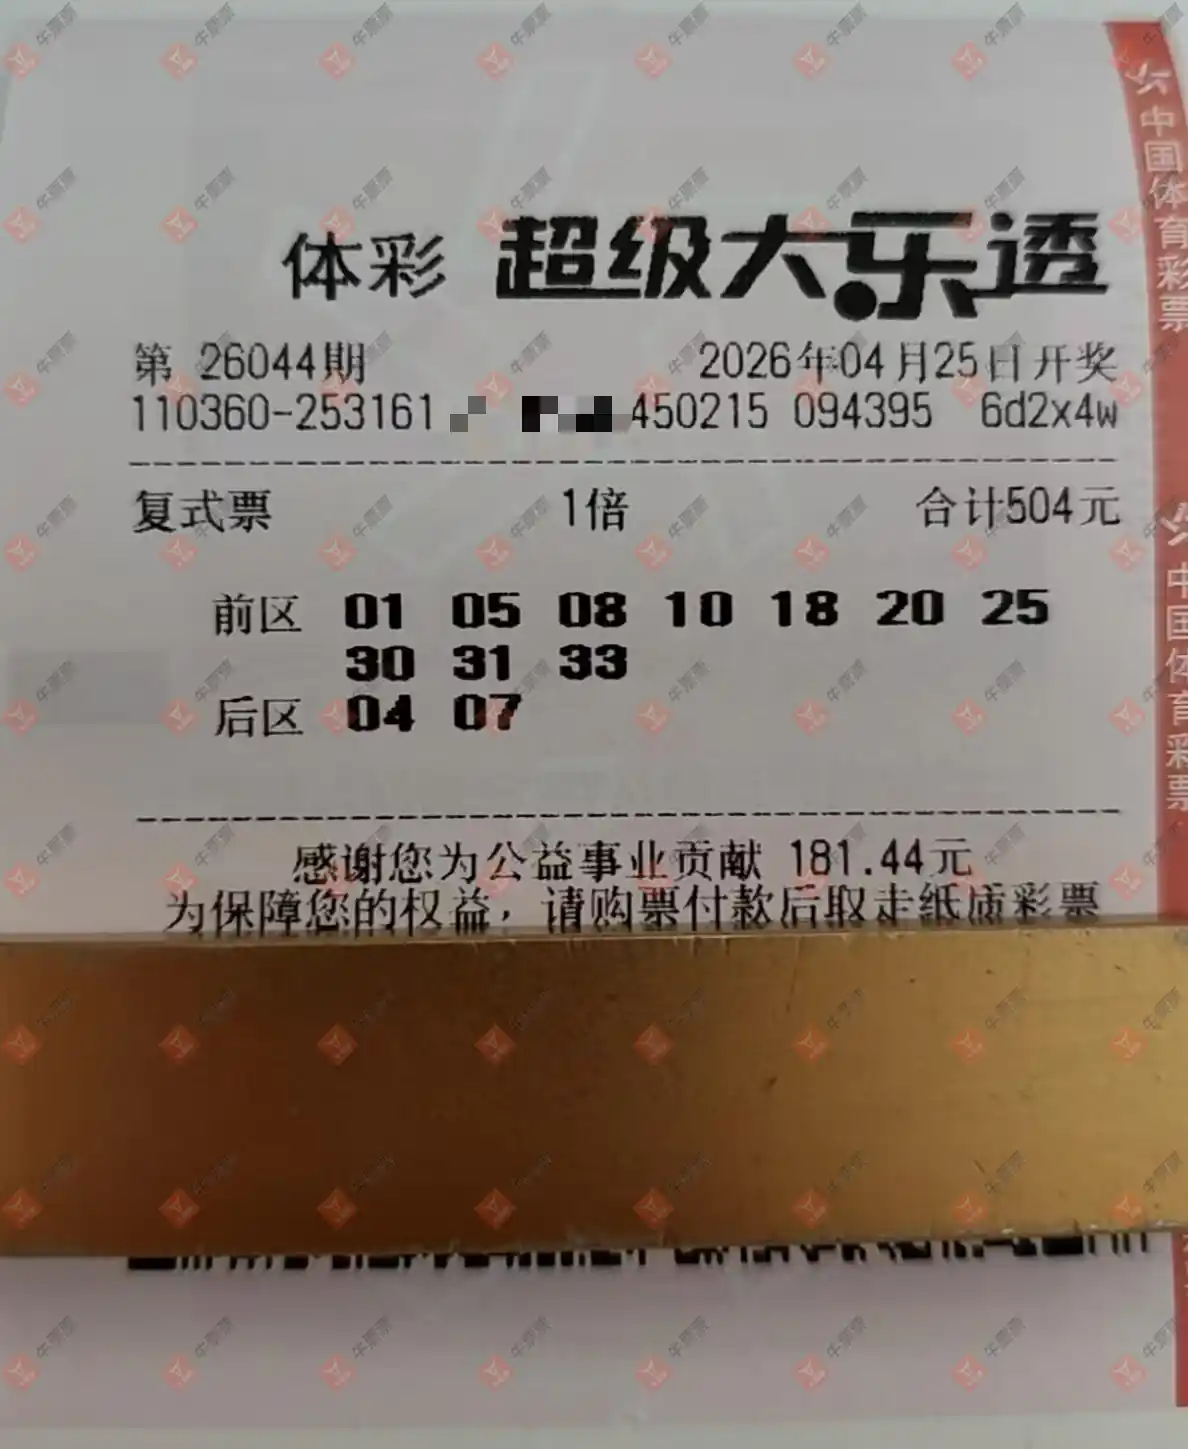 体彩 超级大乐透
第 26044期 2026年04月25日开奖
110360-253161 450215 094395 6d2x4w
复式票 1倍 合计504元
前区 01 05 08 10 18 20 25
30 31 33
后区 04 07
感谢您为公益事业贡献 181.44元
为保障您的权益，请购票付款后取走纸质彩票
中国体育彩票
中国体育彩票
牛票票